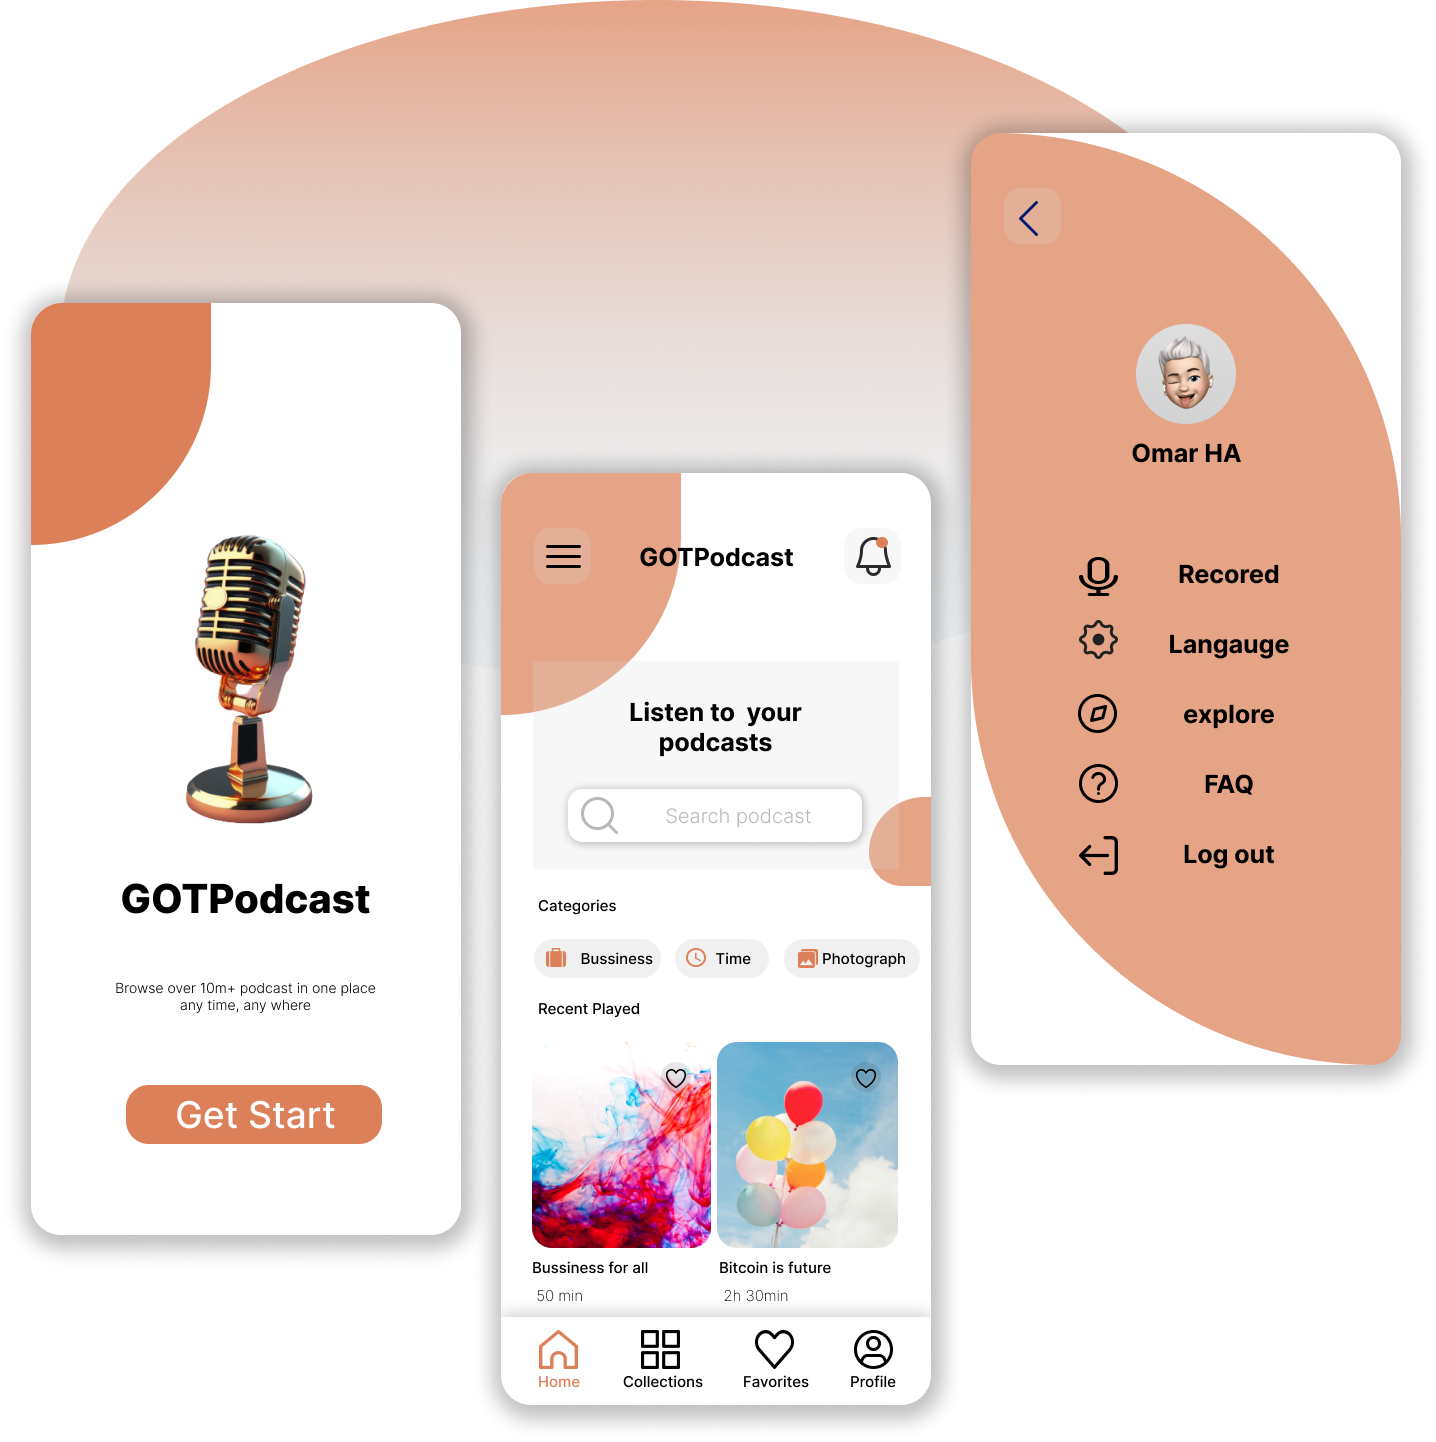 GOTPodcast
Browse over 10m+ podcast in one place
any time, any where
Get Start
GOTPodcast
Listen to  your
podcasts
Search podcast
Categories
Bussiness
Time
Photograph
Recent Played
Bussiness for all
50 min
Bitcoin is future
2h 30min
Home
Collections
Favorites
Profile
Omar HA
Recored
Langauge
explore
FAQ
Log out